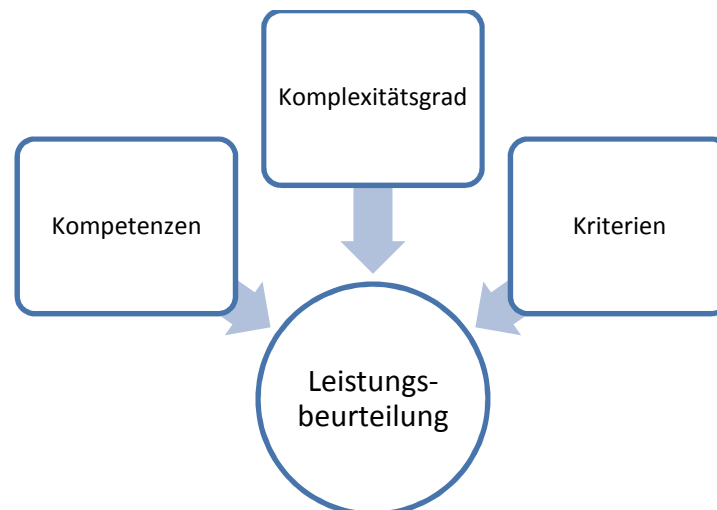 Komplexitätsgrad
Kompetenzen
Kriterien
Leistungs-
beurteilung